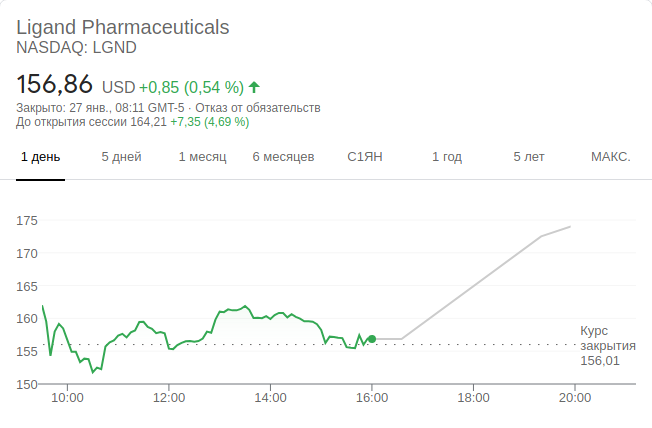 Ligand Pharmaceuticals
NASDAQ: LGND
156,86 USD +0,85 (0,54 %)
Закрыто: 27 янв., 08:11 GMT-5 · Отказ от обязательств
До открытия сессии 164,21 +7,35 (4,69 %)
1 день 5 дней 1 месяц 6 месяцев С1ЯН 1 год 5 лет МАКС.
175
170
165
160
155
150
Курс
закрытия
156,01
10:00 12:00 14:00 16:00 18:00 20:00